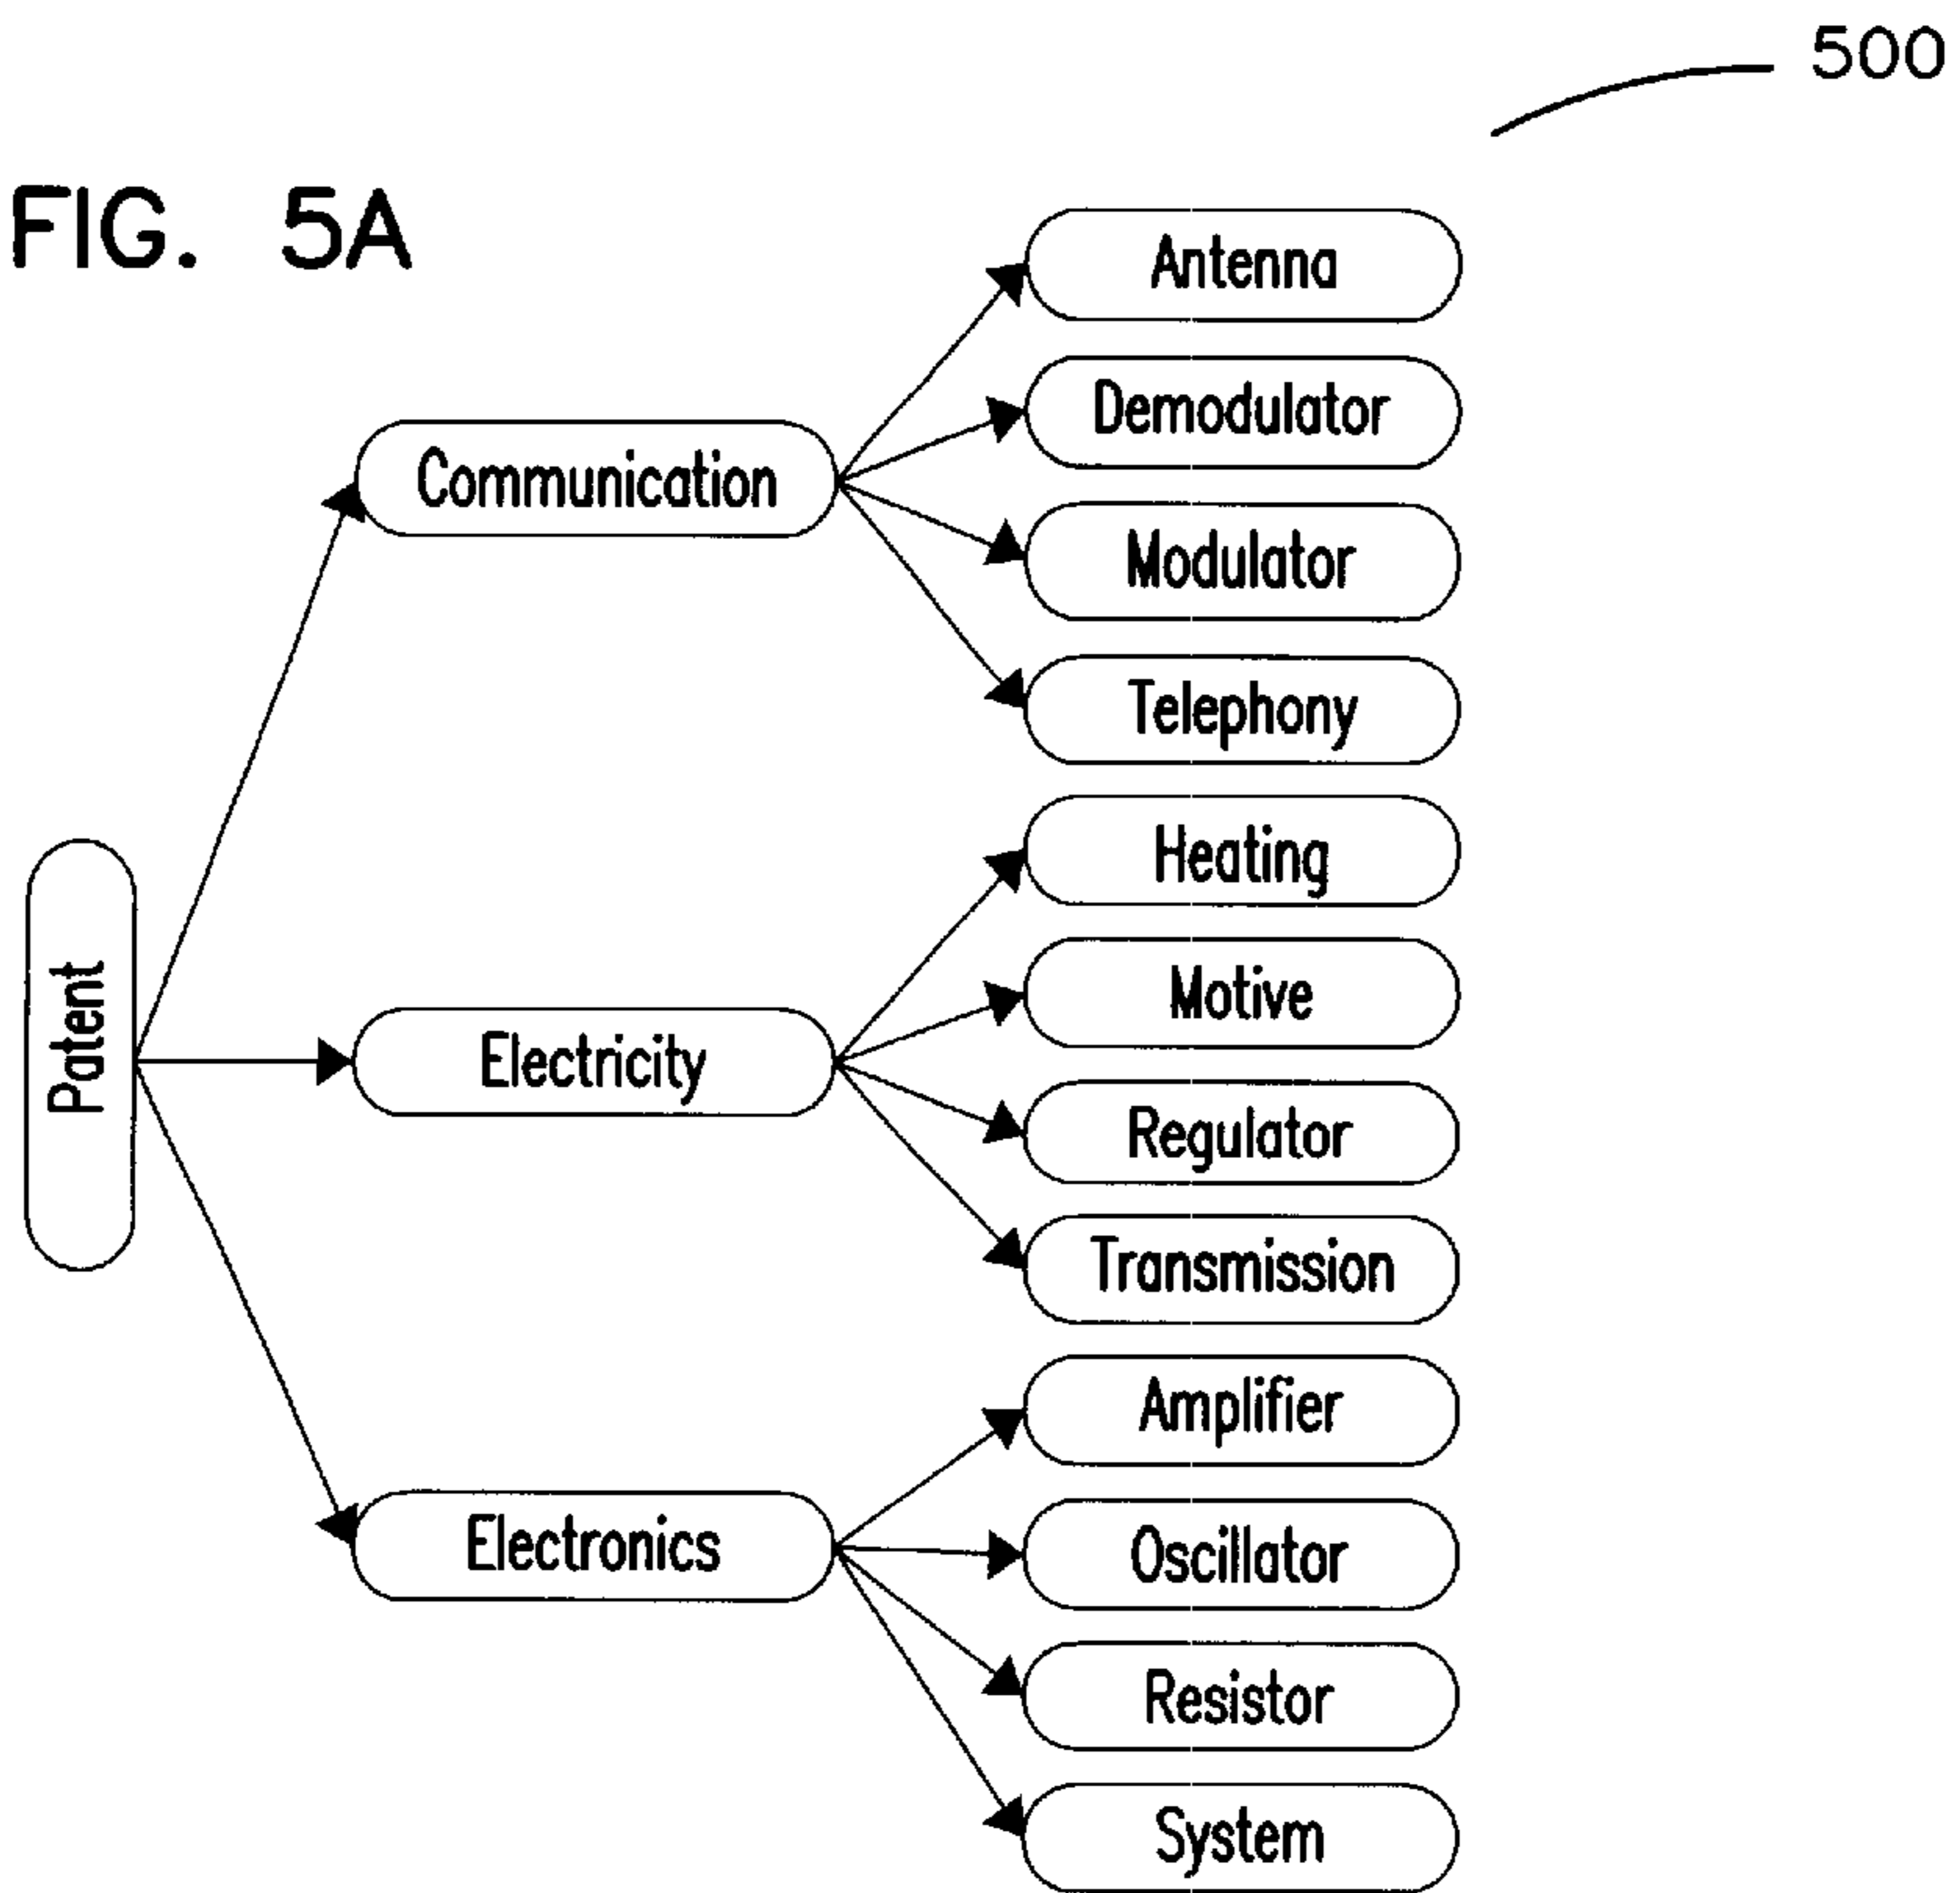 500
FIG. 5A
Antenna
Demodulator
Communication
Modulator
Telephony
Heating
Motive
Patent
Electricity
Regulator
Transmission
Amplifier
Electronics
Oscillator
Resistor
System